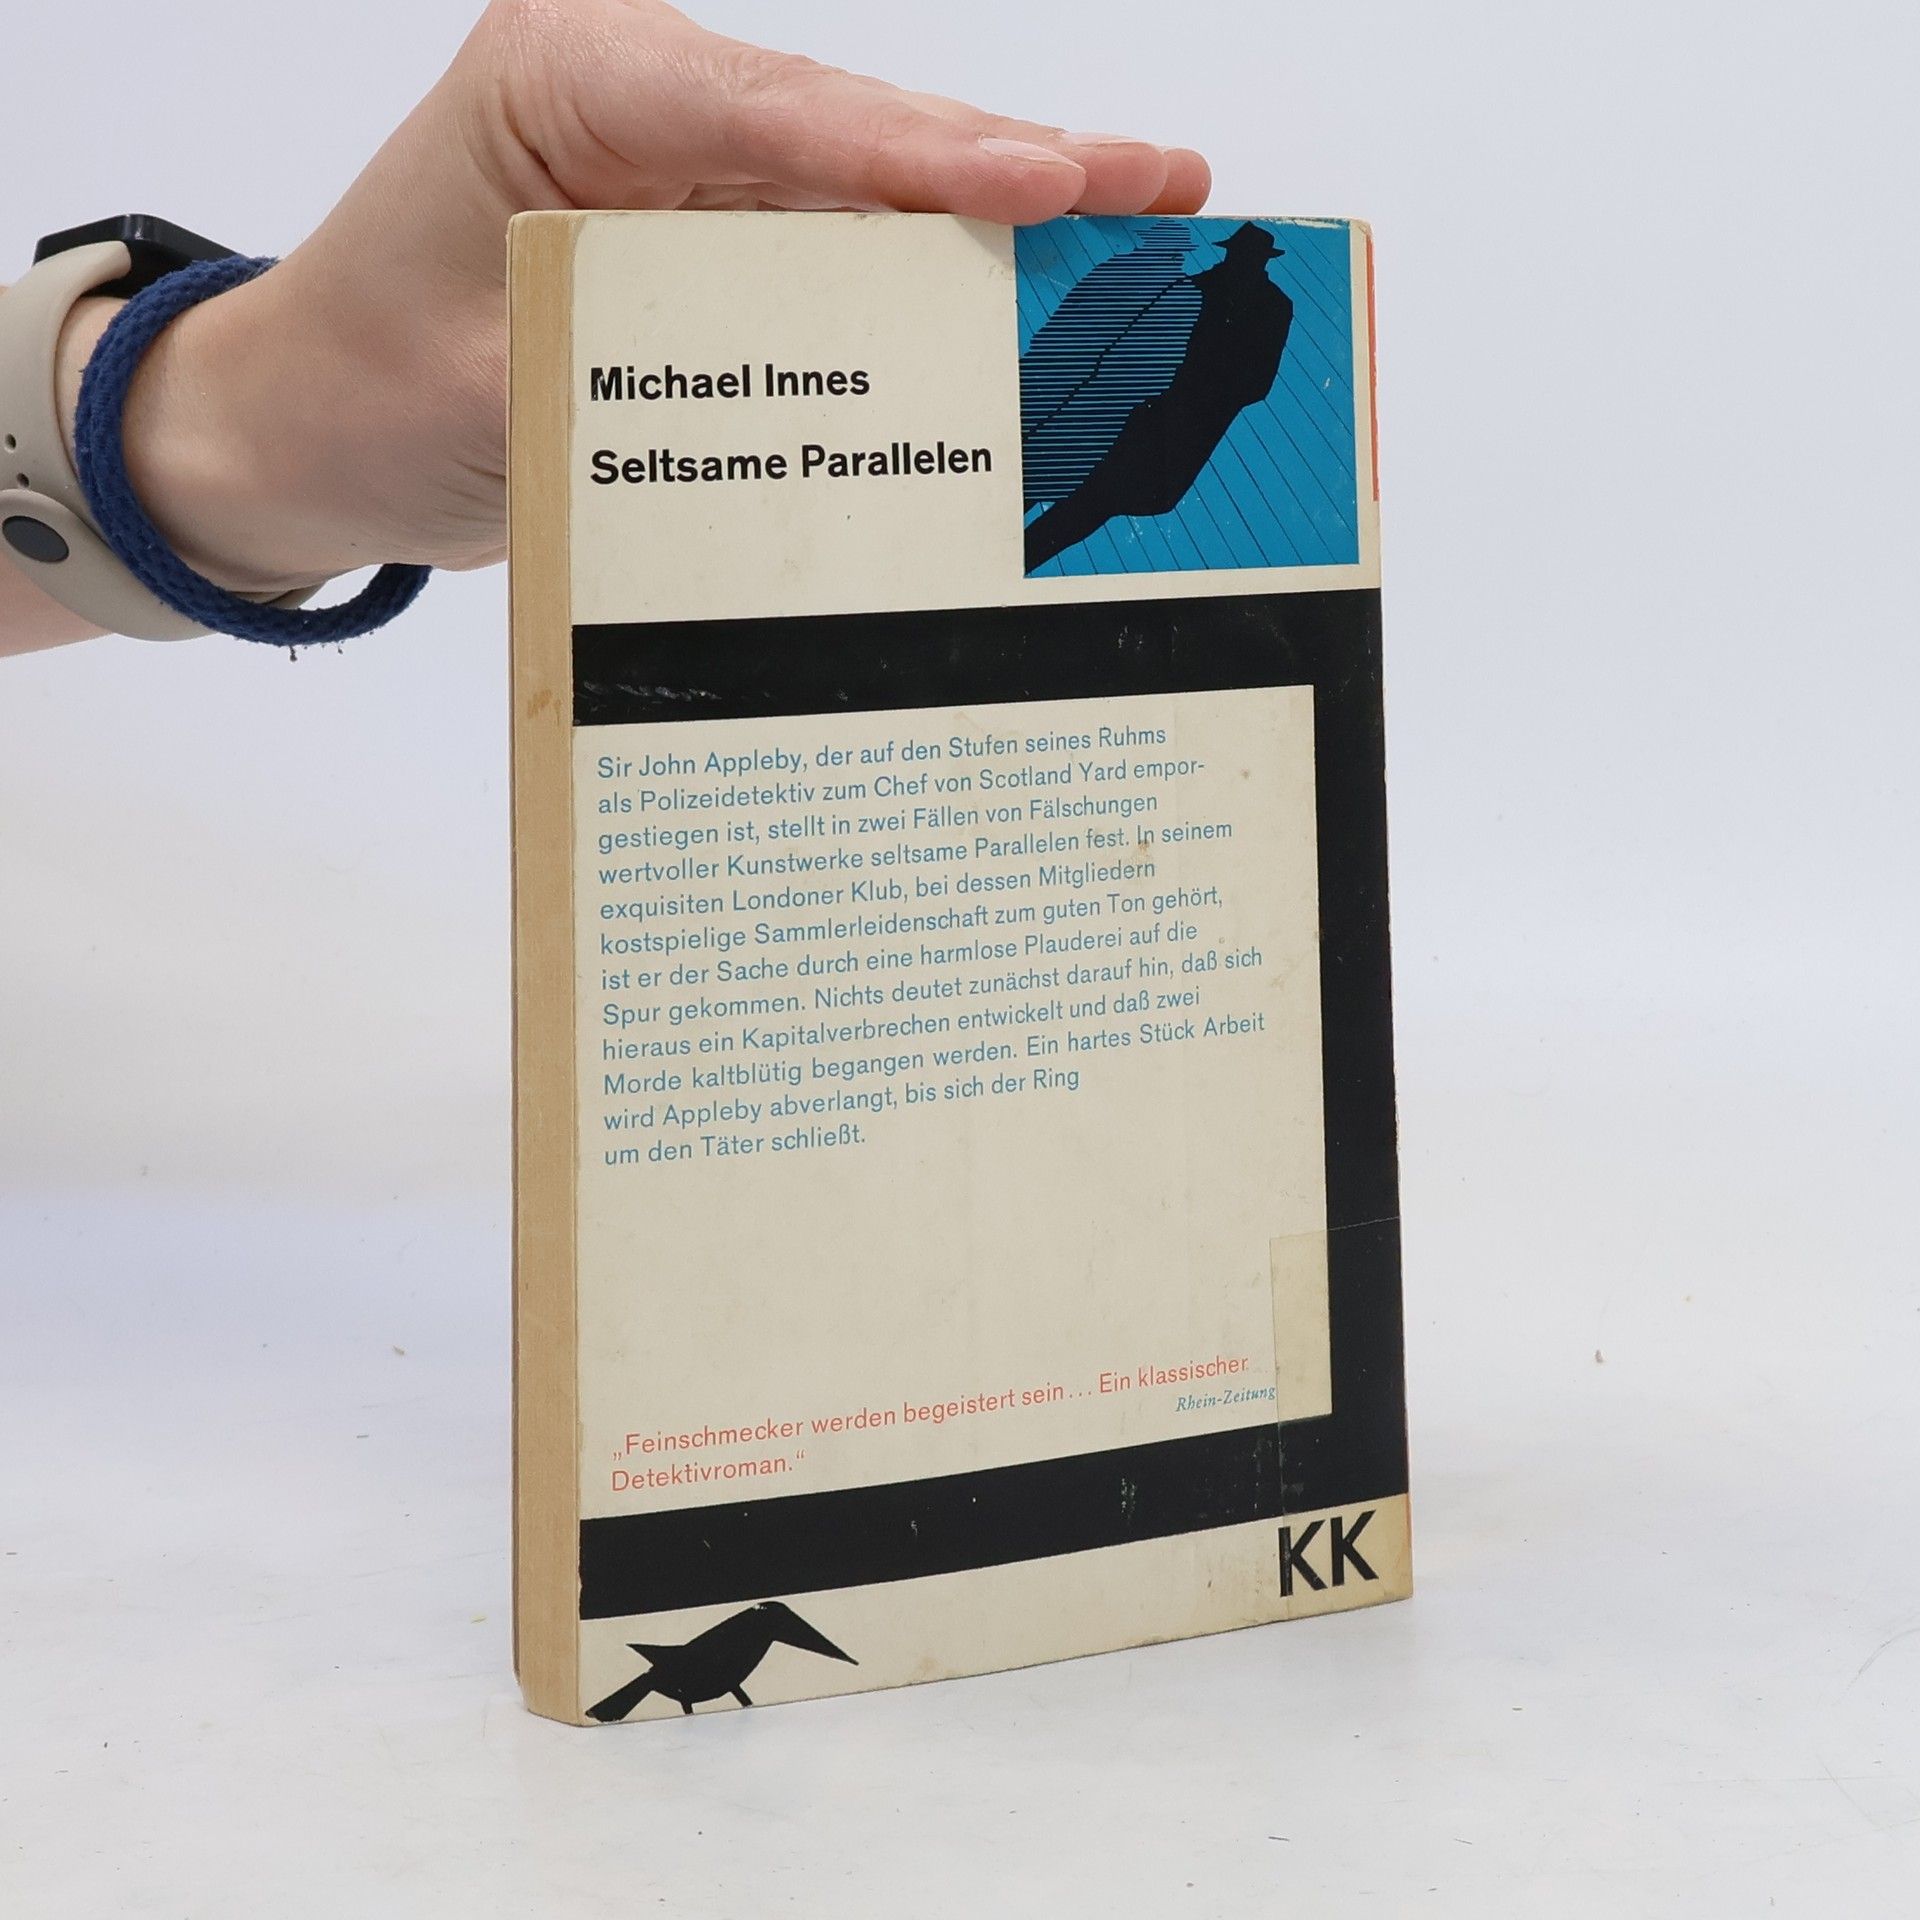 Michael Innes
Seltsame Parallelen
Sir John Appleby, der auf den Stufen seines Ruhms
als Polizeidetektiv zum Chef von Scotland Yard empor-
gestiegen ist, stellt in zwei Fällen von Fälschungen
wertvoller Kunstwerke seltsame Parallelen fest. In seinem
exquisiten Londoner Klub, bei dessen Mitgliedern
kostspielige Sammlerleidenschaft zum guten Ton gehört,
ist er der Sache durch eine harmlose Plauderei auf die
Spur gekommen. Nichts deutet zunächst darauf hin, daß sich
hieraus ein Kapitalverbrechen entwickelt und daß zwei
Morde kaltblütig begangen werden. Ein hartes Stück Arbeit
wird Appleby abverlangt, bis sich der Ring
um den Täter schließt.
„Feinschmecker werden begeistert sein... Ein klassischer
Detektivroman.“
Rhein-Zeitung
KK